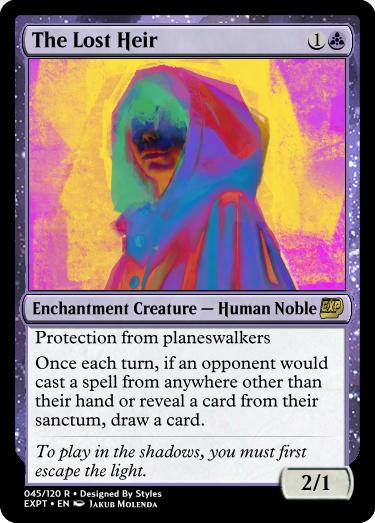 The Lost Heir
1
Enchantment Creature — Human Noble
EXP
Protection from planeswalkers
Once each turn, if an opponent would
cast a spell from anywhere other than
their hand or reveal a card from their
sanctum, draw a card.
To play in the shadows, you must first
escape the light.
2/1
045/120 R • Designed By Styles
EXPT • EN Jakub Molenda